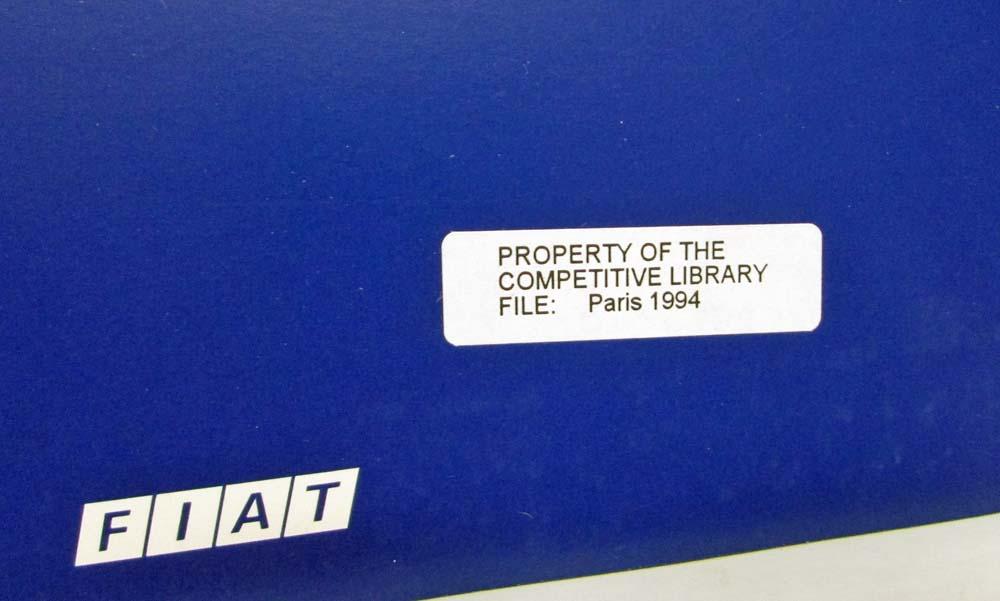 PROPERTY OF THE
COMPETITIVE LIBRARY
FILE: Paris 1994
FIAT